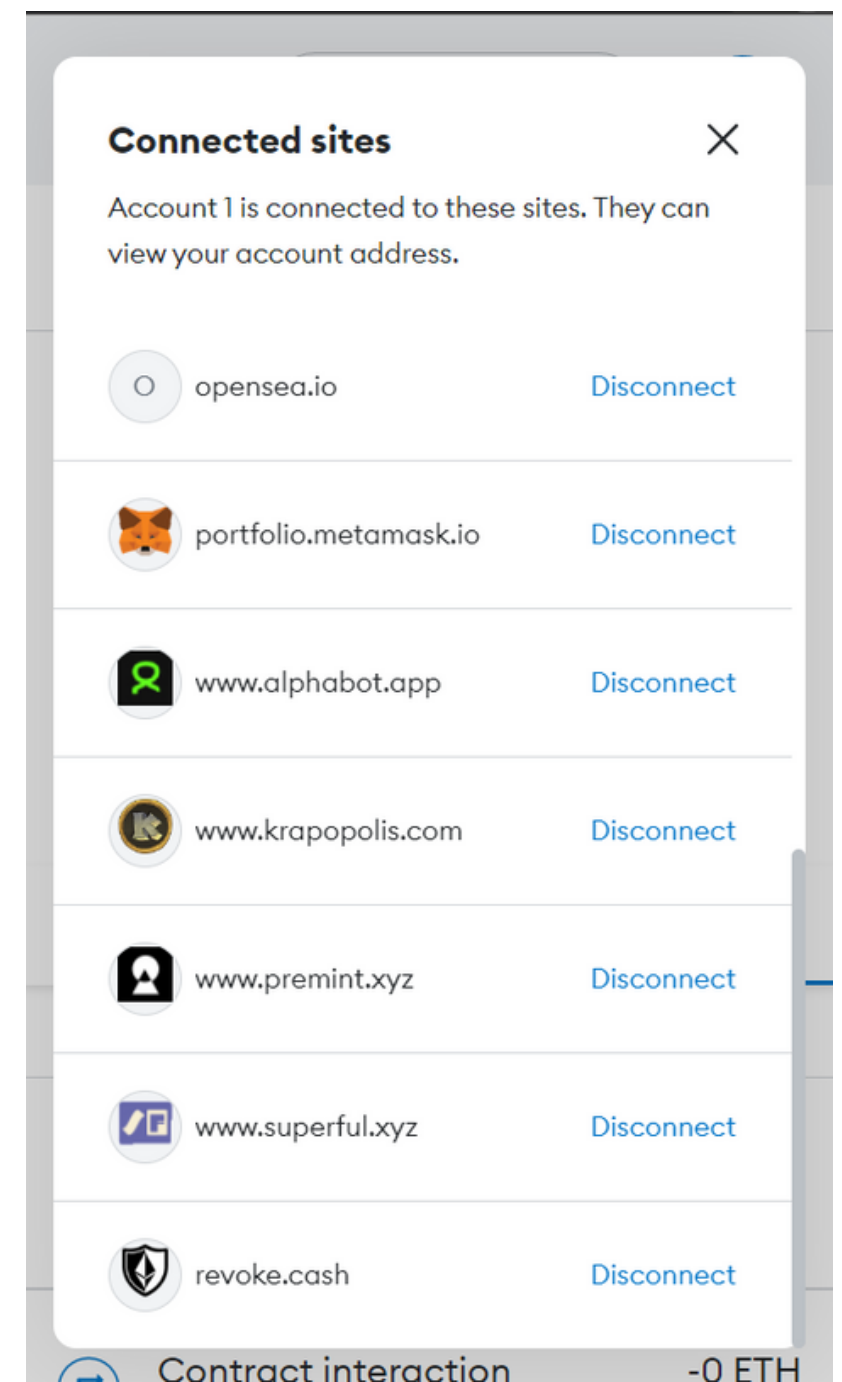 Connected sites
Account 1 is connected to these sites. They can
view your account address.
O opensea.io Disconnect
portfolio.metamask.io Disconnect
www.alphabot.app Disconnect
www.krapopolis.com Disconnect
www.premint.xyz Disconnect
www.superful.xyz Disconnect
revoke.cash Disconnect
Contract interaction -0 ETH